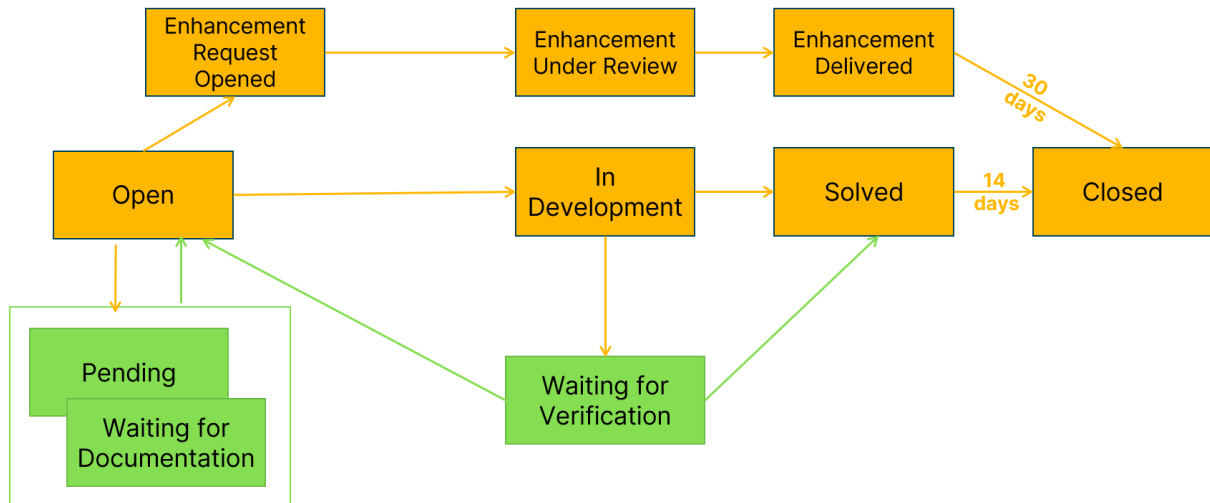 Enhancement
Request
Opened
Enhancement
Under Review
Enhancement
Delivered
30
days
Open
In
Development
Solved
14
days
Closed
Pending
Waiting for
Documentation
Waiting for
Verification